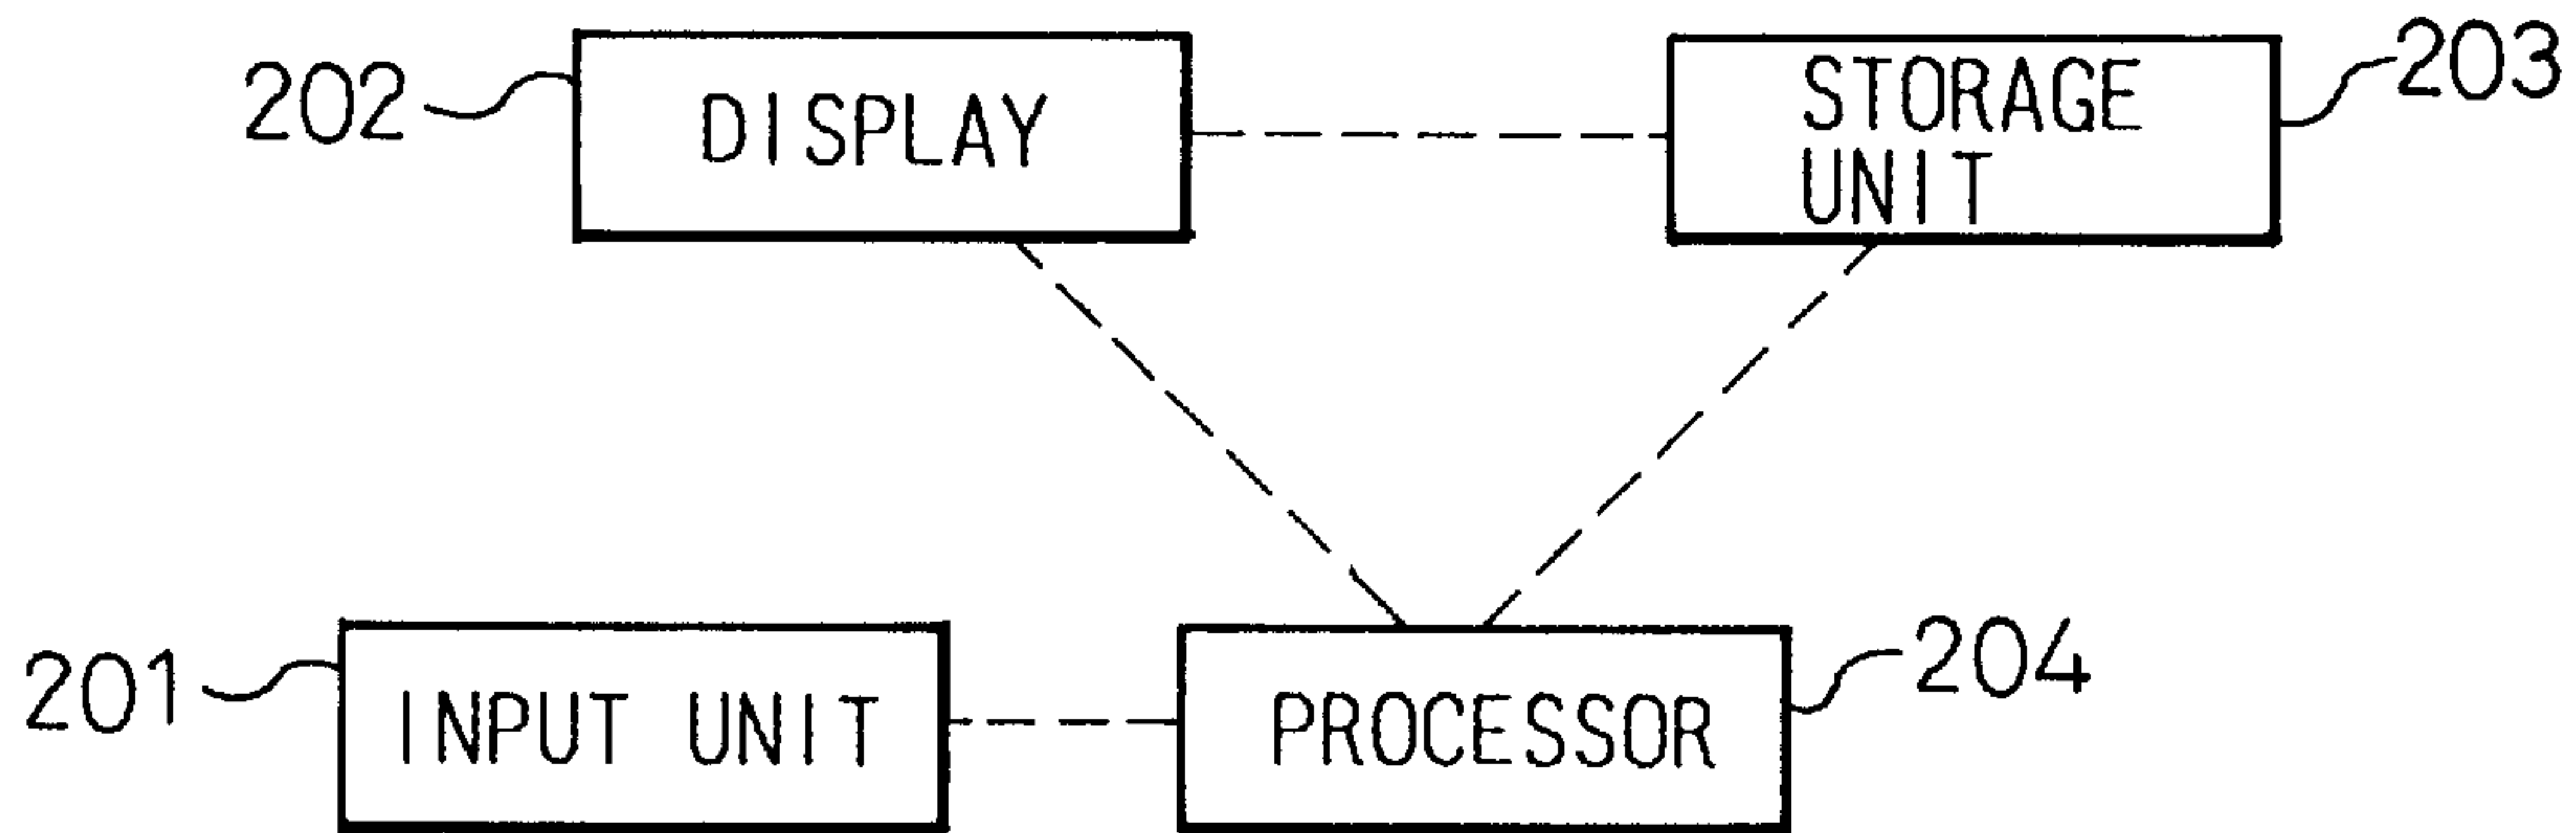 202
DISPLAY
STORAGE
UNIT
203
201
INPUT UNIT
PROCESSOR
204